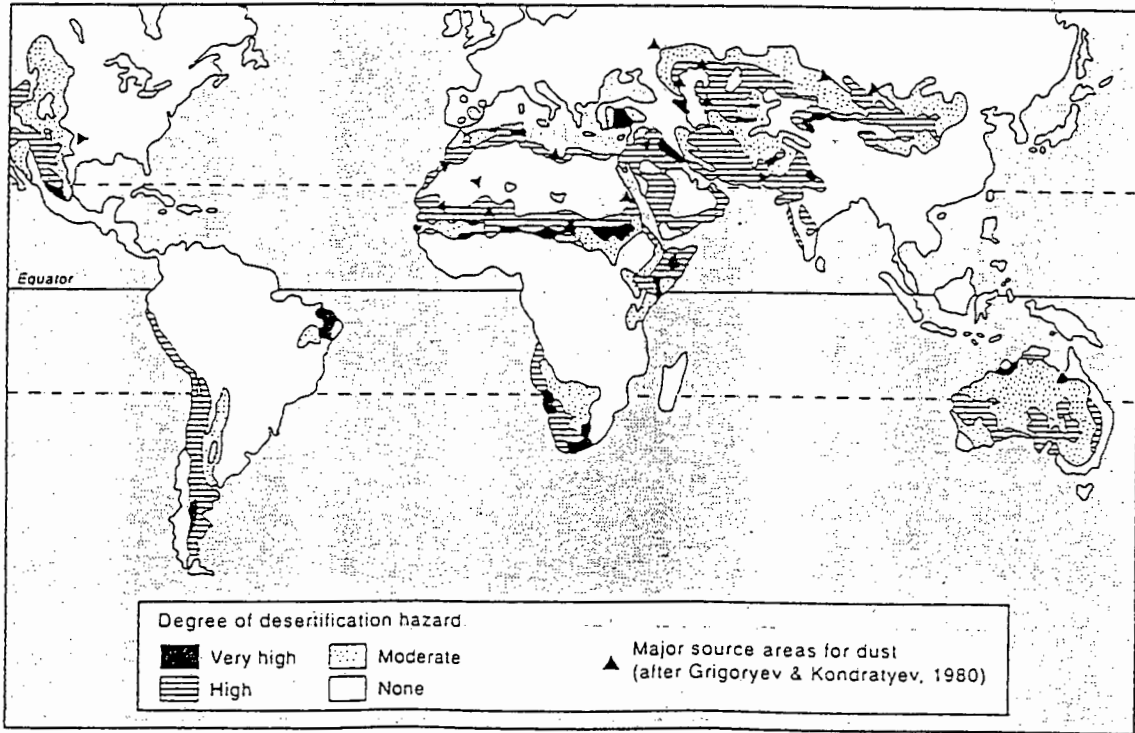 Equator
Degree of desertification hazard
Very high
Moderate
High
None
Major source areas for dust
(after Grigoryev & Kondratyev, 1980)